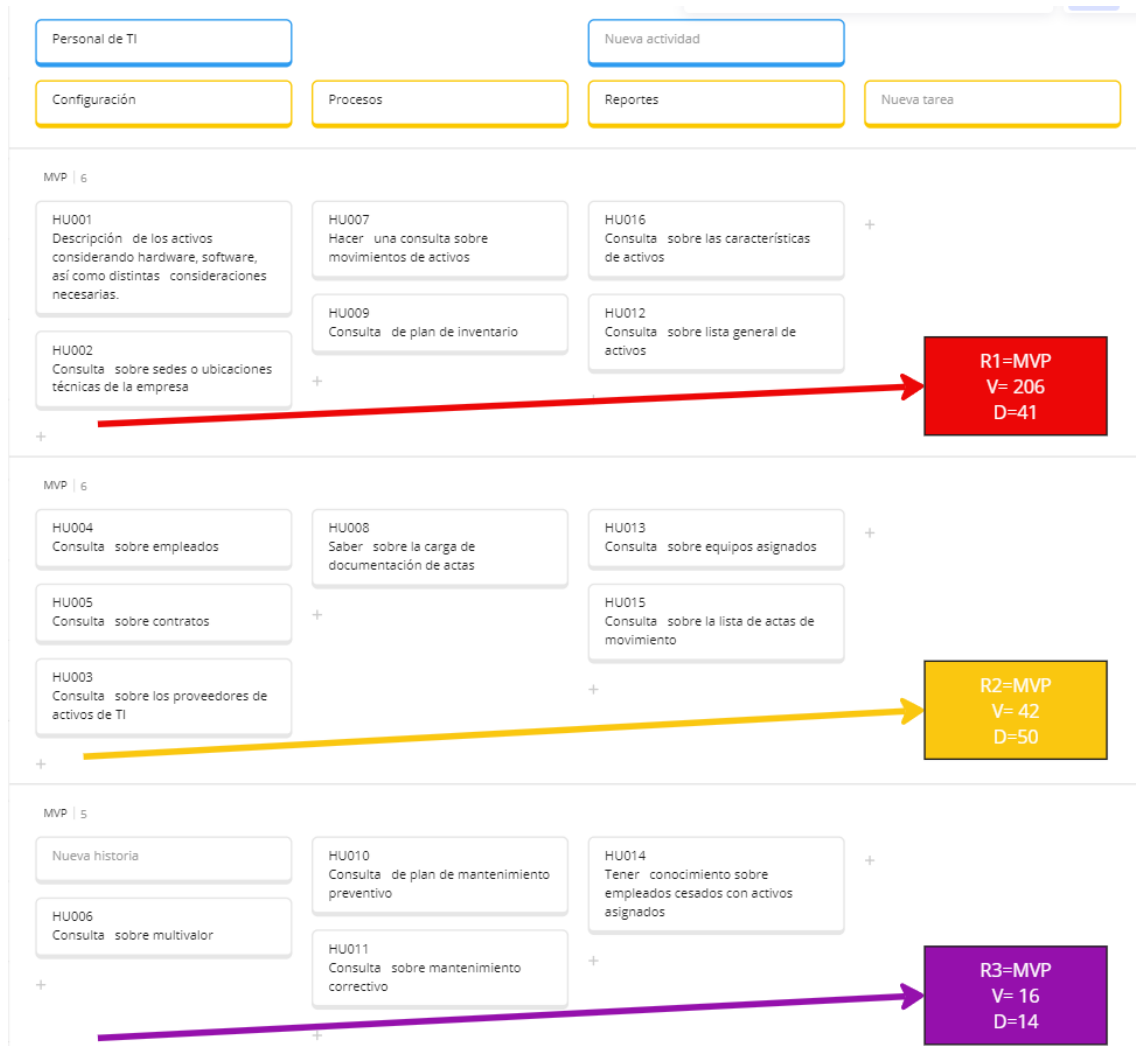 Personal de TI
Nueva actividad
Configuración
Procesos
Reportes
Nueva tarea
MVP | 6
HU001
Descripción de los activos
considerando hardware, software,
así como distintas consideraciones
necesarias.
HU002
Consulta sobre sedes o ubicaciones
técnicas de la empresa
+
HU007
Hacer una consulta sobre
movimientos de activos
HU009
Consulta de plan de inventario
+
HU016
Consulta sobre las características
de activos
HU012
Consulta sobre lista general de
activos
+
R1=MVP
V= 206
D=41
MVP | 6
HU004
Consulta sobre empleados
HU005
Consulta sobre contratos
HU003
Consulta sobre los proveedores de
activos de TI
+
HU008
Saber sobre la carga de
documentación de actas
+
HU013
Consulta sobre equipos asignados
HU015
Consulta sobre la lista de actas de
movimiento
+
+
R2=MVP
V= 42
D=50
MVP | 5
Nueva historia
HU006
Consulta sobre multivalor
+
HU010
Consulta de plan de mantenimiento
preventivo
HU011
Consulta sobre mantenimiento
correctivo
+
HU014
Tener conocimiento sobre
empleados cesados con activos
asignados
+
+
R3=MVP
V= 16
D=14